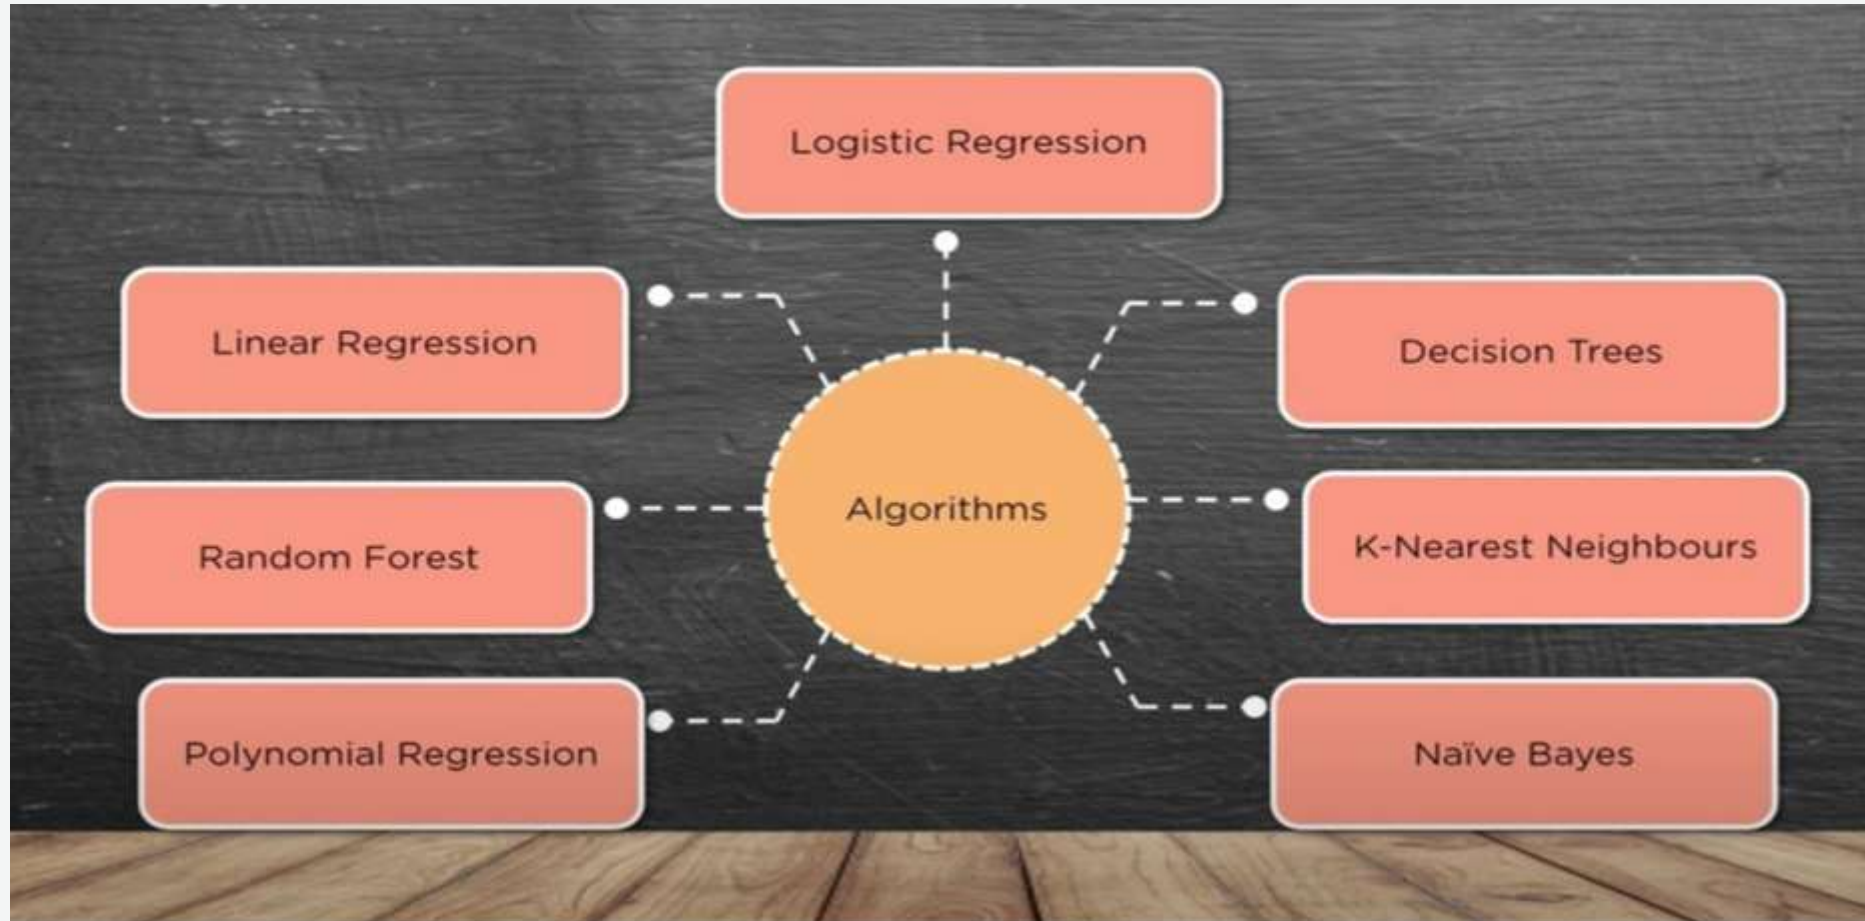 Logistic Regression
Linear Regression
Decision Trees
Algorithms
Random Forest
K-Nearest Neighbours
Polynomial Regression
Naïve Bayes